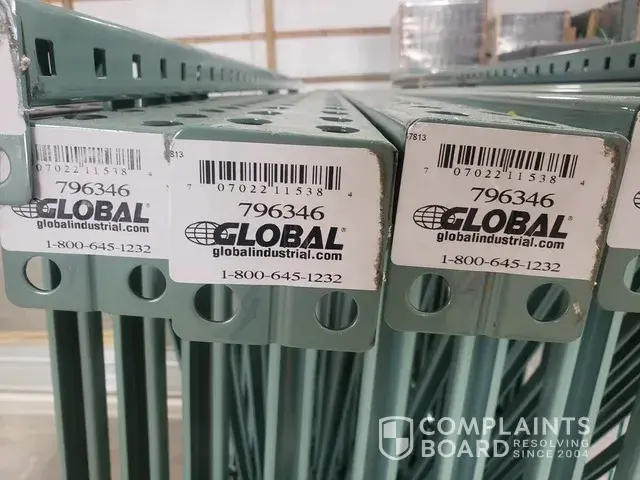 07022 11538 4
796346
GLOBAL®
globalindustrial.com
1-800-645-1232
7813
7 07022 11538 4
796346
GLOBAL®
globalindustrial.com
1-800-645-1232
7813
7 07022 11538 4
796346
GLOBAL®
globalindustrial.com
1-800-645-1232
COMPLAINTS
BOARD RESOLVING
SINCE 2004